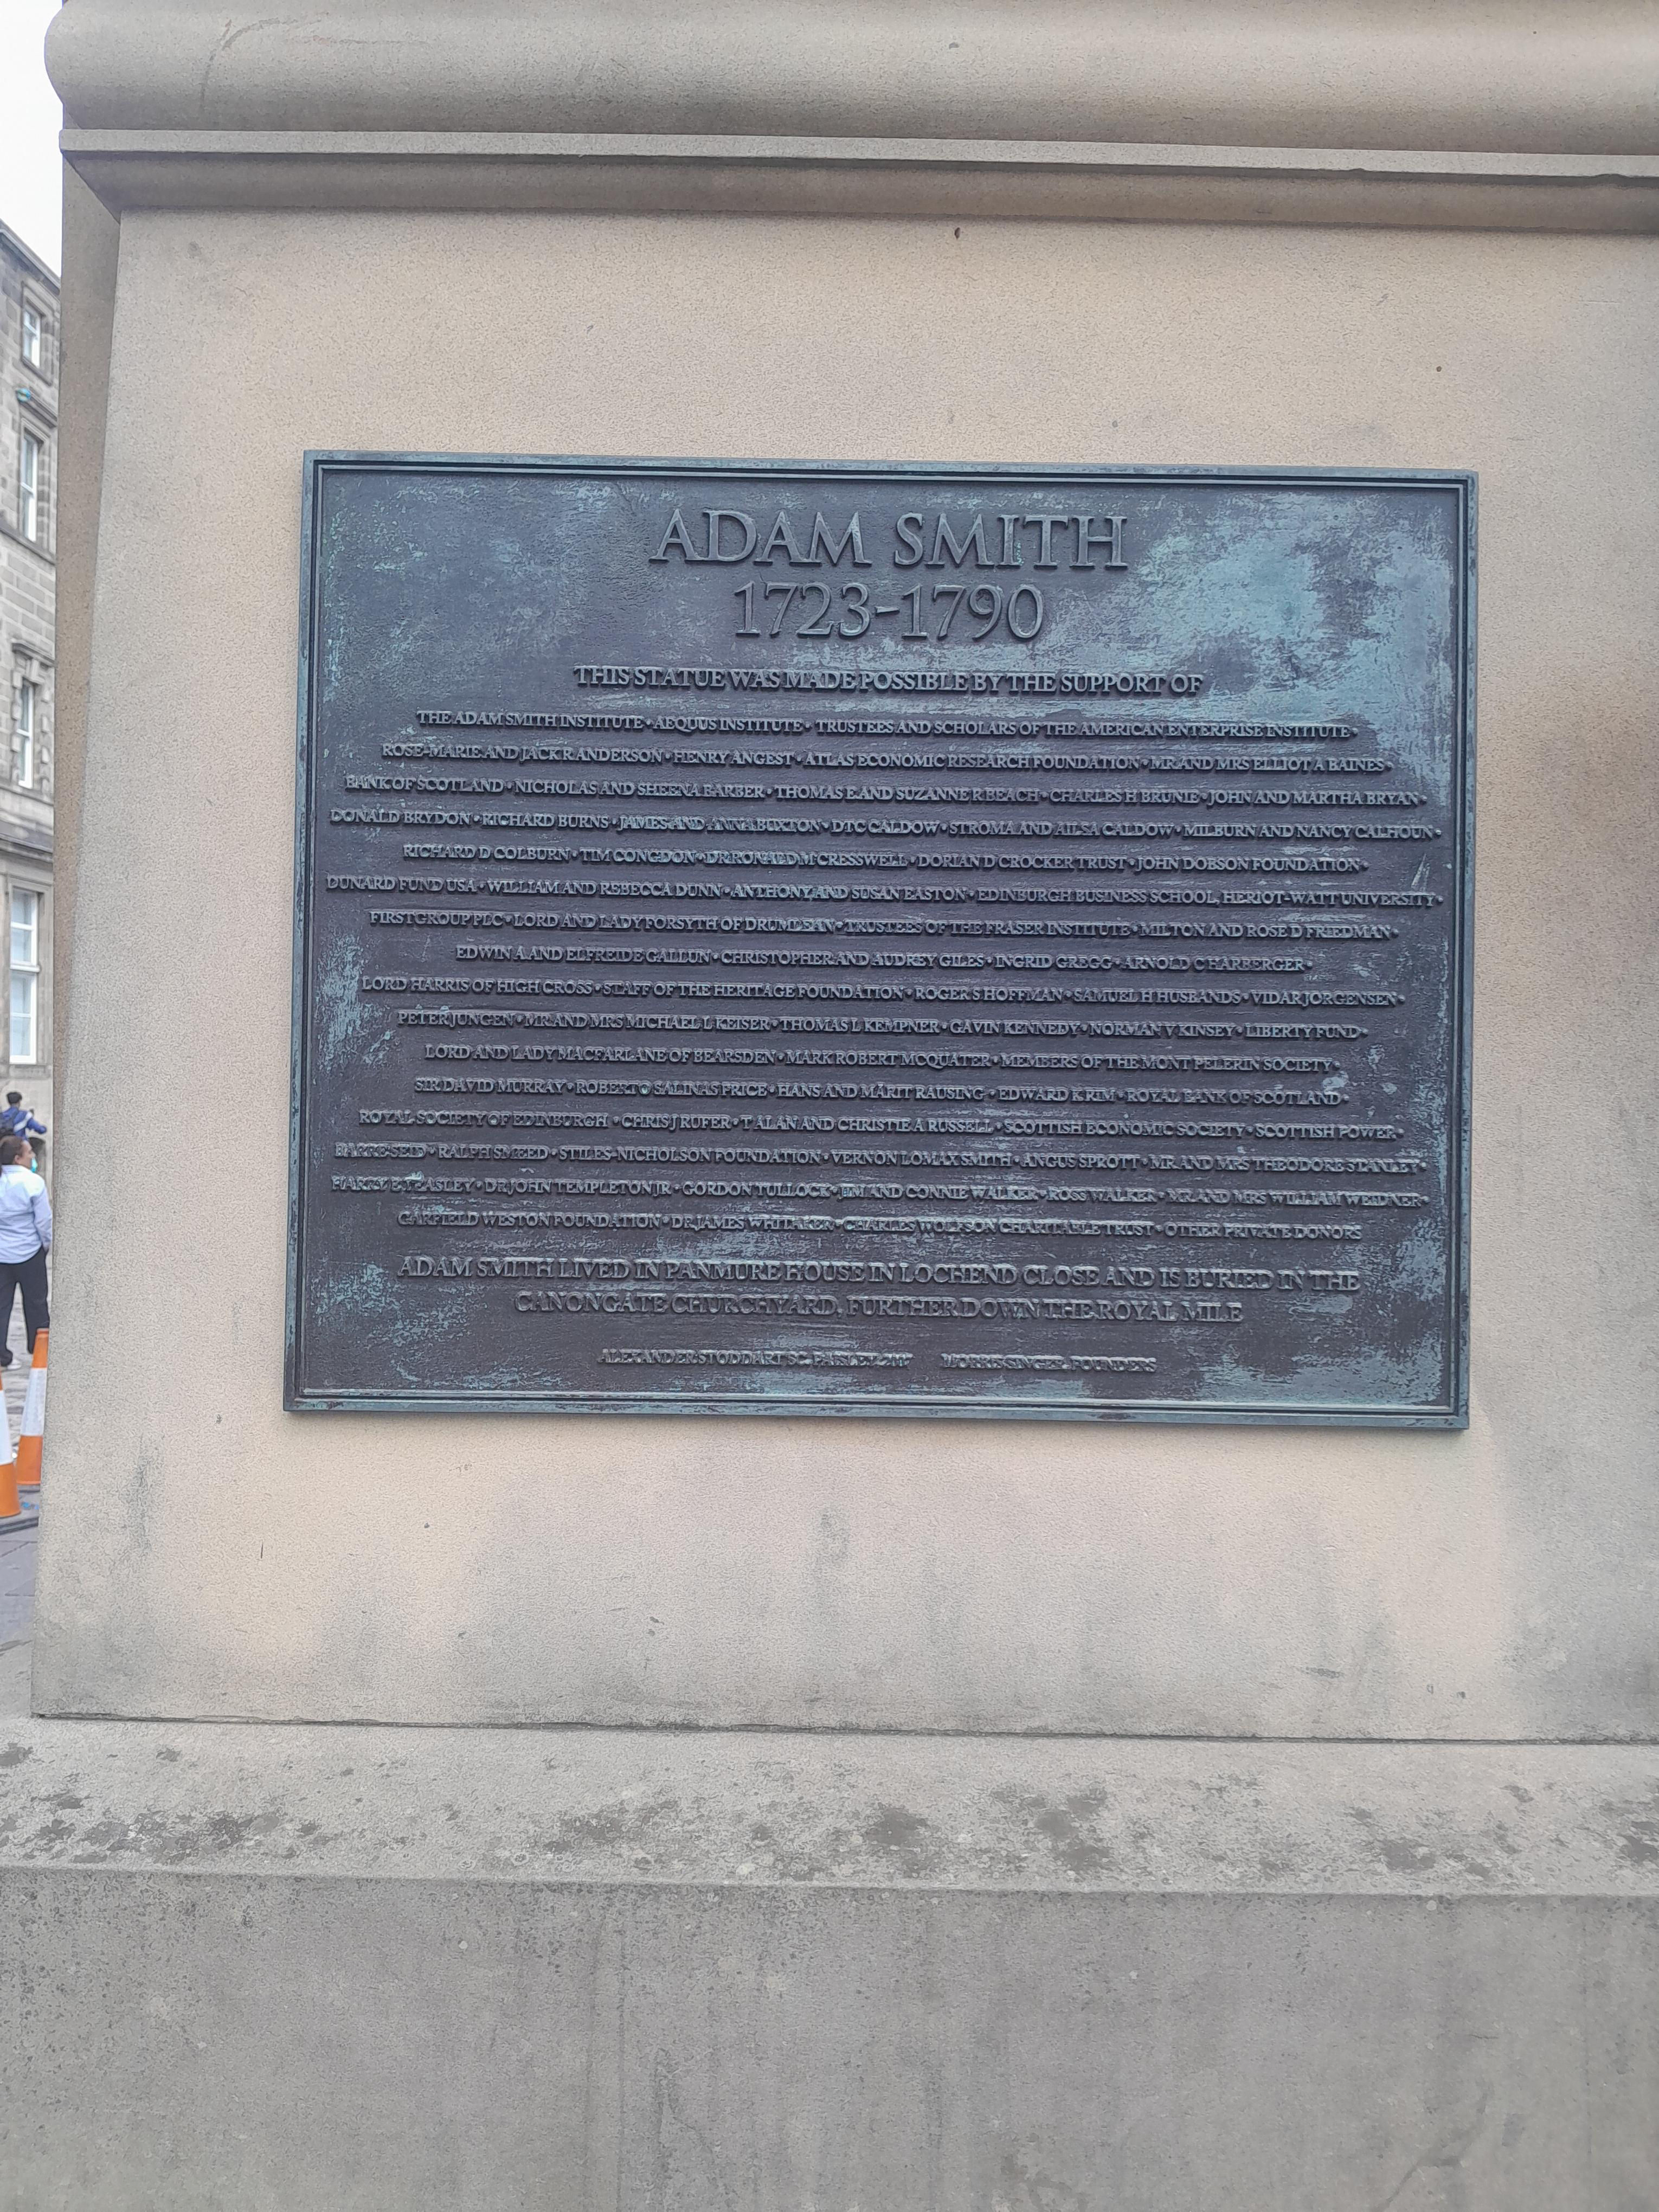 ADAM SMITH
1723-1790
THIS STATUE WAS MADE POSSIBLE BY THE SUPPORT OF
THE ADAM SMITH INSTITUTE • AEQUUS INSTITUTE • TRUSTEES AND SCHOLARS OF THE AMERICAN ENTERPRISE INSTITUTE •
ROSE-MARIE AND JACK R ANDERSON • HENRY ANGEST • ATLAS ECONOMIC RESEARCH FOUNDATION • MR AND MRS ELLIOT A BAINES •
BANK OF SCOTLAND • NICHOLAS AND SHEENA BARBER • THOMAS E AND SUZANNE R BEACH • CHARLES H BRUNIE • JOHN AND MARTHA BRYAN •
DONALD BRYDON • RICHARD BURNS • JAMES AND ANNA BUXTON • DTC CALDOW • STROMA AND AILSA CALDOW • MILBURN AND NANCY CALHOUN •
RICHARD D COLBURN • TIM CONGDON • DR RONALD M CRESSWELL • DORIAN D CROCKER TRUST • JOHN DOBSON FOUNDATION •
DUNARD FUND USA • WILLIAM AND REBECCA DUNN • ANTHONY AND SUSAN EASTON • EDINBURGH BUSINESS SCHOOL, HERIOT-WATT UNIVERSITY •
FIRSTGROUP PLC • LORD AND LADY FORSYTH OF DRUMLEAN • TRUSTEES OF THE FRASER INSTITUTE • MILTON AND ROSE D FRIEDMAN •
EDWIN A AND ELFREIDE GALLUN • CHRISTOPHER AND AUDREY GILES • INGRID GREGG • ARNOLD C HARBERGER •
LORD HARRIS OF HIGH CROSS • STAFF OF THE HERITAGE FOUNDATION • ROGER S HOFFMAN • SAMUEL H HUSBANDS • VIDAR JORGENSEN •
PETER JUNGEN • MR AND MRS MICHAEL L KEISER • THOMAS L KEMPNER • GAVIN KENNEDY • NORMAN V KINSEY • LIBERTY FUND •
LORD AND LADY MACFARLANE OF BEARSDEN • MARK ROBERT MCQUATER • MEMBERS OF THE MONT PELERIN SOCIETY •
SIR DAVID MURRAY • ROBERTO SALINAS PRICE • HANS AND MÄRIT RAUSING • EDWARD K RIM • ROYAL BANK OF SCOTLAND •
ROYAL SOCIETY OF EDINBURGH • CHRIS J RUFER • T ALAN AND CHRISTIE A RUSSELL • SCOTTISH ECONOMIC SOCIETY • SCOTTISH POWER •
BARRE SEID • RALPH SMEED • STILES-NICHOLSON FOUNDATION • VERNON LOMAX SMITH • ANGUS SPROTT • MR AND MRS THEODORE STANLEY •
HARRY B TEASLEY • DR JOHN TEMPLETON JR • GORDON TULLOCK • JIM AND CONNIE WALKER • ROSS WALKER • MR AND MRS WILLIAM WEIDNER •
GARFIELD WESTON FOUNDATION • DR JAMES WHITAKER • CHARLES WOLFSON CHARITABLE TRUST • OTHER PRIVATE DONORS
ADAM SMITH LIVED IN PANMURE HOUSE IN LOCHEND CLOSE AND IS BURIED IN THE
CANONGATE CHURCHYARD, FURTHER DOWN THE ROYAL MILE
ALEXANDER STODDART SC. PAISLEY. MORRIS SINGER, FOUNDERS